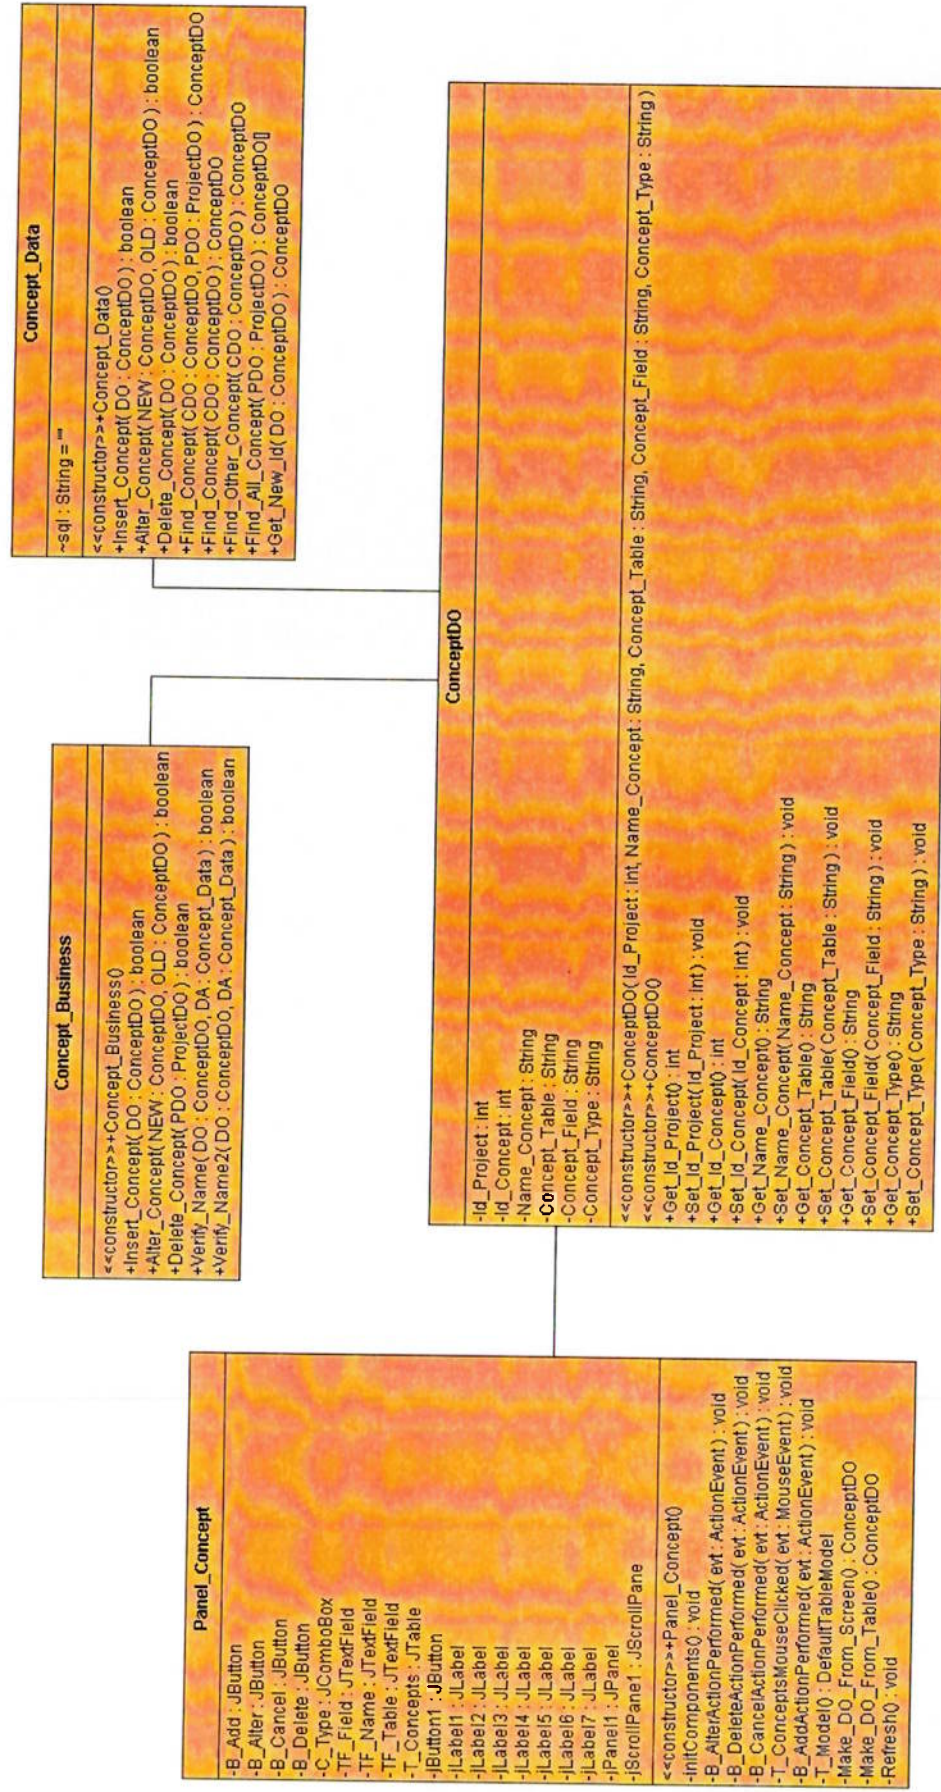 Panel_Concept
-B_Add : JButton
-B_Alter : JButton
-B_Cancel : JButton
-B_Delete : JButton
-C_Type : JComboBox
-TF_Field : JTextField
-TF_Name : JTextField
-TF_Table : JTextField
-T_Concepts : JTable
-jButton1 : JButton
-jLabel1 : JLabel
-jLabel2 : JLabel
-jLabel3 : JLabel
-jLabel4 : JLabel
-jLabel5 : JLabel
-jLabel6 : JLabel
-jLabel7 : JLabel
-jPanel1 : JPanel
-jScrollPane1 : JScrollPane
<<constructor>>+Panel_Concept()
-initComponents() : void
-B_AlterActionPerformed( evt : ActionEvent ) : void
-B_DeleteActionPerformed( evt : ActionEvent ) : void
-B_CancelActionPerformed( evt : ActionEvent ) : void
-T_ConceptsMouseClicked( evt : MouseEvent ) : void
-B_AddActionPerformed( evt : ActionEvent ) : void
-T_Model() : DefaultTableModel
-Make_DO_From_Screen() : ConceptDO
-Make_DO_From_Table() : ConceptDO
-Refresh() : void
Concept_Business
<<constructor>>+Concept_Business()
+Insert_Concept( DO : ConceptDO ) : boolean
+Alter_Concept( NEW : ConceptDO, OLD : ConceptDO ) : boolean
+Delete_Concept( PDO : ProjectDO ) : boolean
+Verify_Name( DO : ConceptDO, DA : Concept_Data ) : boolean
+Verify_Name2( DO : ConceptDO, DA : Concept_Data ) : boolean
Concept_Data
~sql : String = ""
<<constructor>>+Concept_Data()
+Insert_Concept( DO : ConceptDO ) : boolean
+Alter_Concept( NEW : ConceptDO, OLD : ConceptDO ) : boolean
+Delete_Concept( DO : ConceptDO ) : boolean
+Find_Concept( CDO : ConceptDO, PDO : ProjectDO ) : ConceptDO
+Find_Concept( CDO : ConceptDO ) : ConceptDO
+Find_Other_Concept( CDO : ConceptDO ) : ConceptDO
+Find_All_Concept( PDO : ProjectDO ) : ConceptDO[]
+Get_New_Id( DO : ConceptDO ) : ConceptDO
ConceptDO
-Id_Project : int
-Id_Concept : int
-Name_Concept : String
-Concept_Table : String
-Concept_Field : String
-Concept_Type : String
<<constructor>>+ConceptDO( Id_Project : int, Name_Concept : String, Concept_Table : String, Concept_Field : String, Concept_Type : String )
<<constructor>>+ConceptDO()
+Get_Id_Project() : int
+Set_Id_Project( Id_Project : int ) : void
+Get_Id_Concept() : int
+Set_Id_Concept( Id_Concept : int ) : void
+Get_Name_Concept() : String
+Set_Name_Concept( Name_Concept : String ) : void
+Get_Concept_Table() : String
+Set_Concept_Table( Concept_Table : String ) : void
+Get_Concept_Field() : String
+Set_Concept_Field( Concept_Field : String ) : void
+Get_Concept_Type() : String
+Set_Concept_Type( Concept_Type : String ) : void